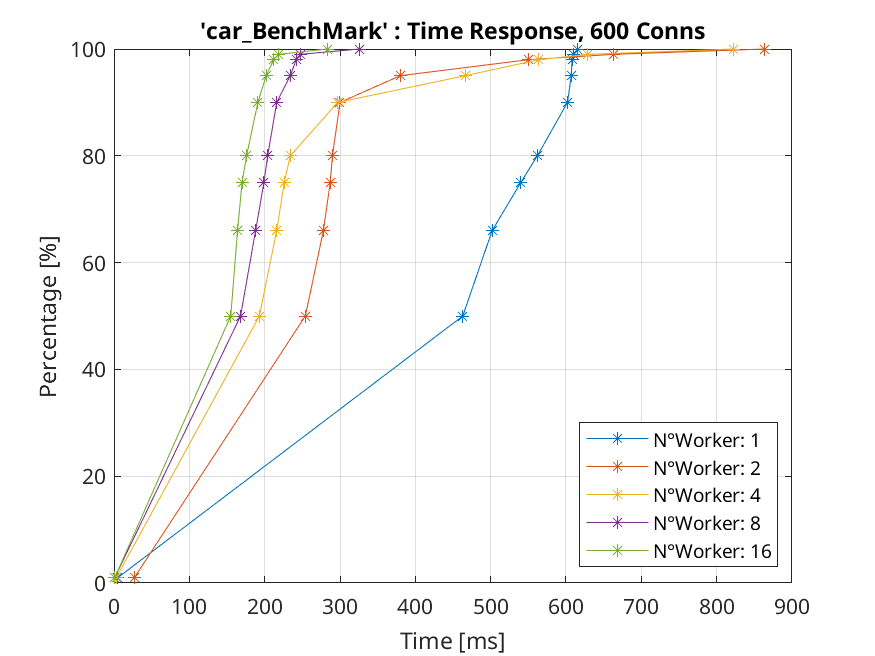 'car_BenchMark' : Time Response, 600 Conns
100
80
60
40
20
0
Percentage [%]
0 100 200 300 400 500 600 700 800 900
Time [ms]
N°Worker: 1
N°Worker: 2
N°Worker: 4
N°Worker: 8
N°Worker: 16